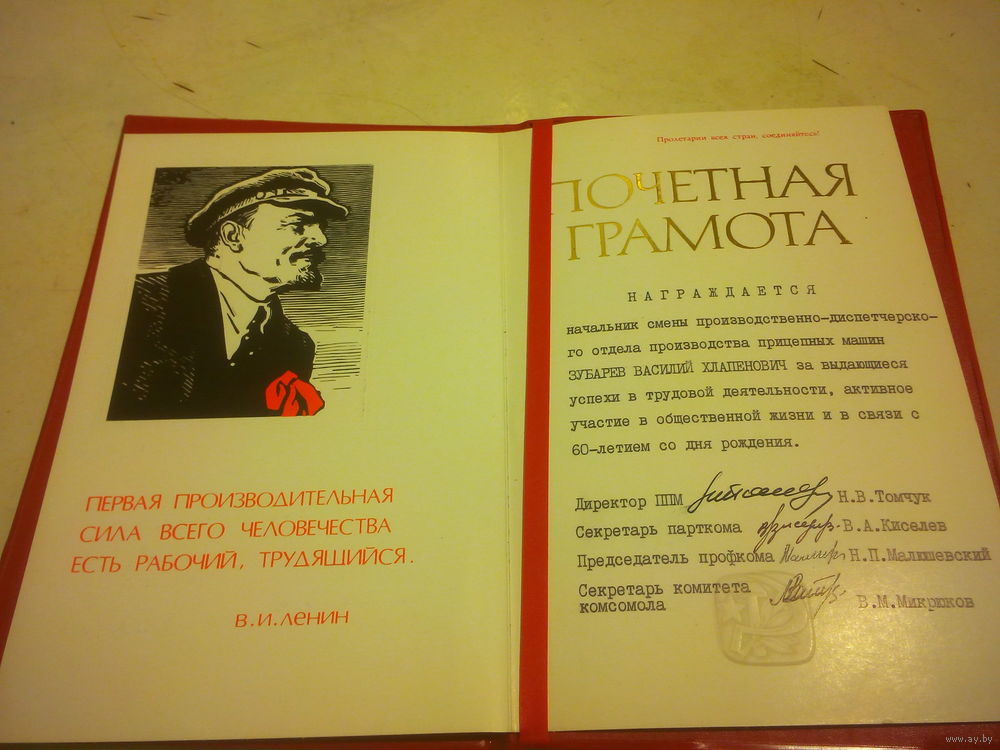 ПЕРВАЯ ПРОИЗВОДИТЕЛЬНАЯ
СИЛА ВСЕГО ЧЕЛОВЕЧЕСТВА
ЕСТЬ РАБОЧИЙ, ТРУДЯЩИЙСЯ.
В.И.ЛЕНИН
Пролетарии всех стран, соединяйтесь!
ПОЧЕТНАЯ
ГРАМОТА
НАГРАЖДАЕТСЯ
начальник смены производственно-диспетчерско-
го отдела производства прицепных машин
ЗУБАРЕВ ВАСИЛИЙ ХЛАПЕНОВИЧ за выдающиеся
успехи в трудовой деятельности, активное
участие в общественной жизни и в связи с
60-летием со дня рождения.
Директор ППМ Н.В.Томчук
Секретарь парткома В.А.Киселев
Председатель профкома Н.П.Малишевский
Секретарь комитета
комсомола В.М.Микрюков
www.ay.by